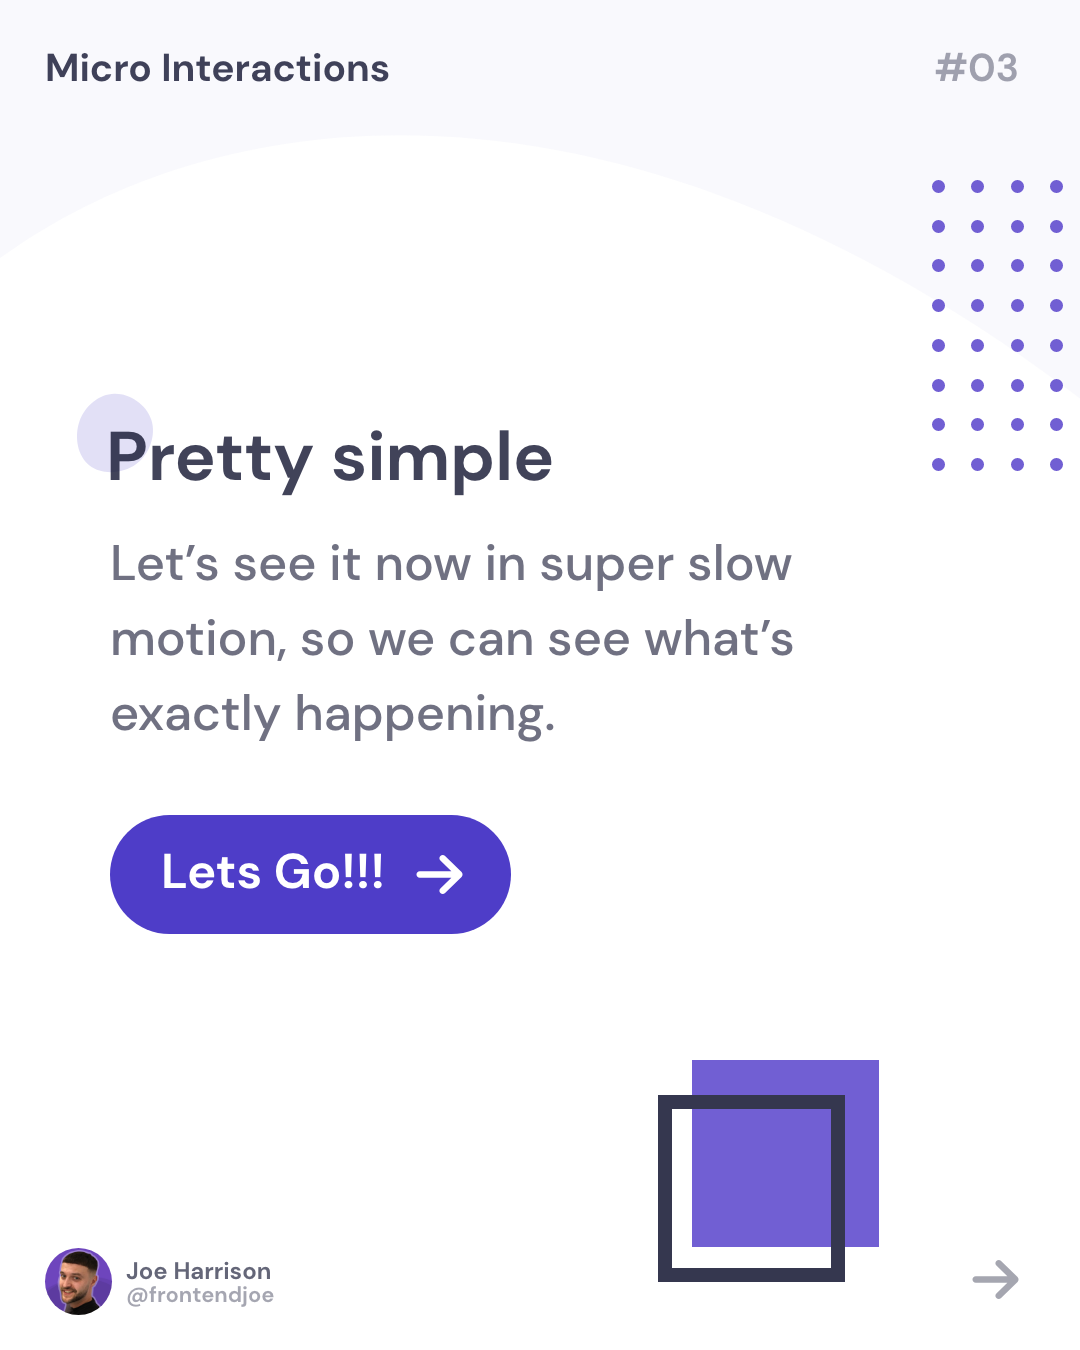 Micro Interactions
#03
Pretty simple
Let’s see it now in super slow
motion, so we can see what’s
exactly happening.
Lets Go!!!
Joe Harrison
@frontendjoe